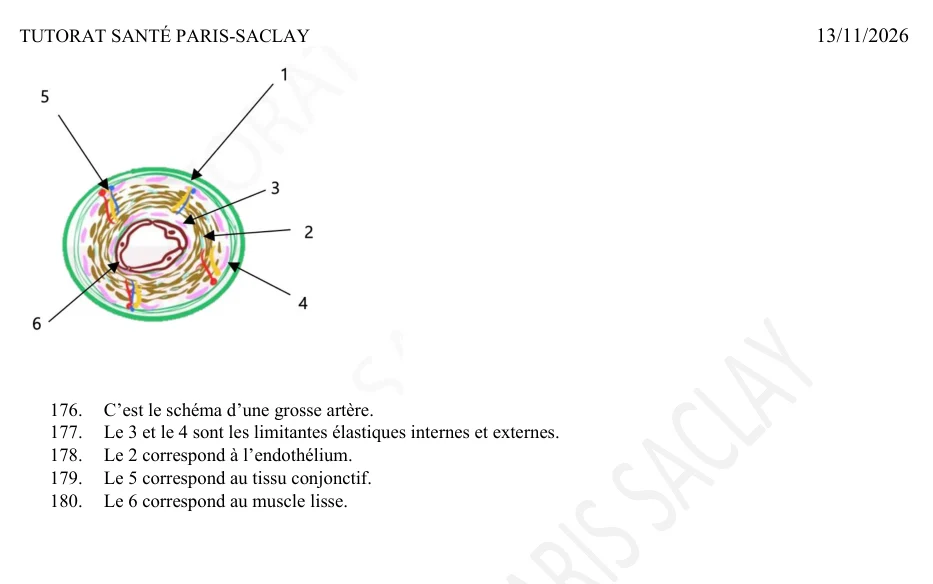 TUTORAT SANTÉ PARIS-SACLAY 13/11/2026
1
5
3
2
4
6
176. C’est le schéma d’une grosse artère.
177. Le 3 et le 4 sont les limitantes élastiques internes et externes.
178. Le 2 correspond à l’endothélium.
179. Le 5 correspond au tissu conjonctif.
180. Le 6 correspond au muscle lisse.
SACLAY